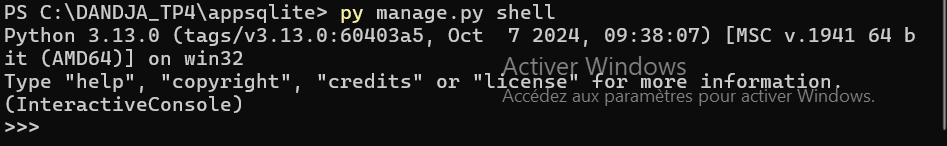 PS C:\DANDJA_TP4\appsqlite> py manage.py shell
Python 3.13.0 (tags/v3.13.0:60403a5, Oct  7 2024, 09:38:07) [MSC v.1941 64 b
it (AMD64)] on win32
Type "help", "copyright", "credits" or "license" for more information.
(InteractiveConsole)
>>>
Activer Windows
Accédez aux paramètres pour activer Windows.